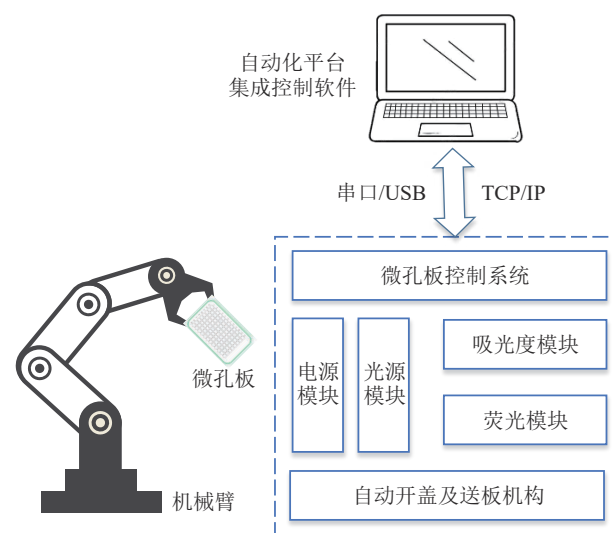 自动化平台
集成控制软件
串口/USB
TCP/IP
微孔板控制系统
电源
模块
光源
模块
吸光度模块
荧光模块
微孔板
自动开盖及送板机构
机械臂